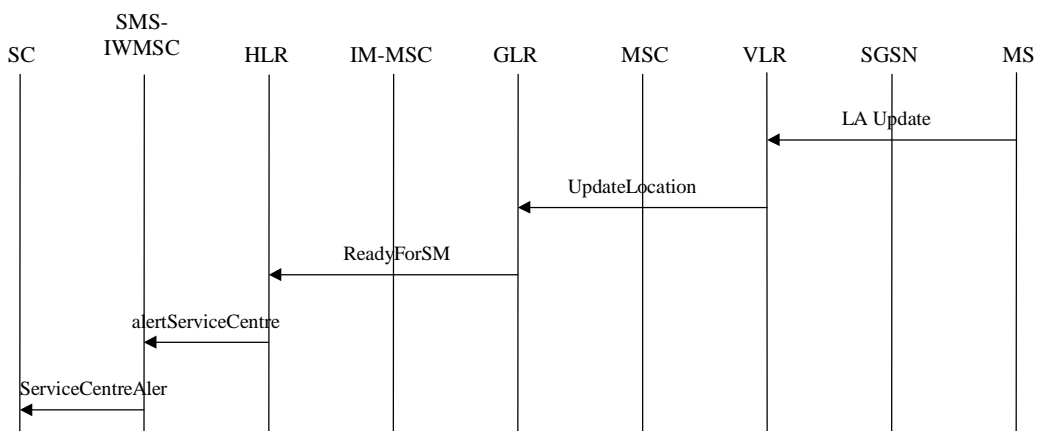 SC
SMS-
IWMSC
HLR
IM-MSC
GLR
MSC
VLR
SGSN
MS
LA Update
UpdateLocation
ReadyForSM
alertServiceCentre
ServiceCentreAler